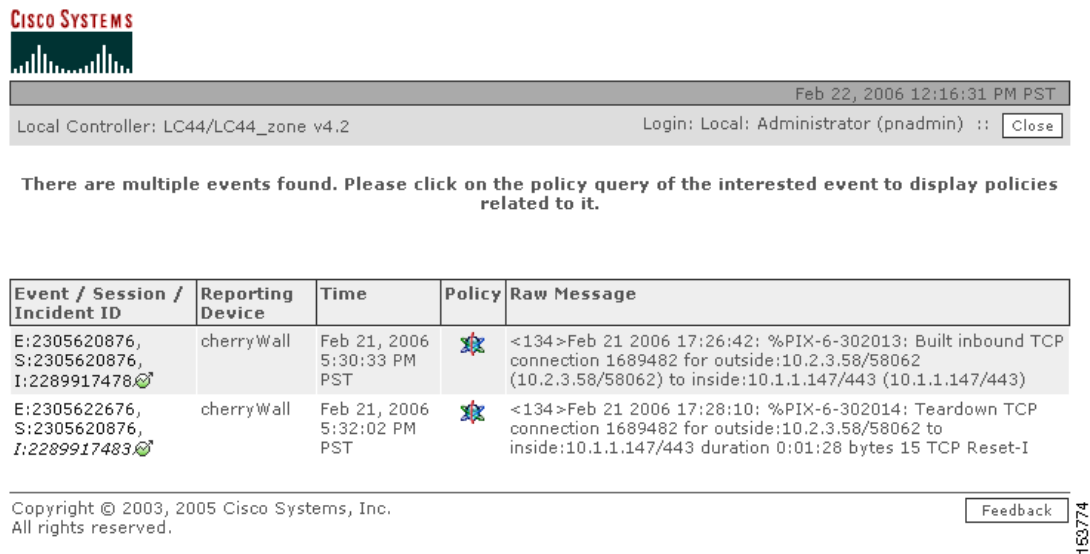 CISCO SYSTEMS
Feb 22, 2006 12:16:31 PM PST
Local Controller: LC44/LC44_zone v4.2
Login: Local: Administrator (pnadmin) :: Close
There are multiple events found. Please click on the policy query of the interested event to display policies
related to it.
Event / Session /
Incident ID
Reporting
Device
Time
Policy
Raw Message
E:2305620876,
S:2305620876,
I:2289917478
cherryWall
Feb 21, 2006
5:30:33 PM
PST
<134>Feb 21 2006 17:26:42: %PIX-6-302013: Built inbound TCP
connection 1689482 for outside:10.2.3.58/58062
(10.2.3.58/58062) to inside:10.1.1.147/443 (10.1.1.147/443)
E:2305622676,
S:2305620876,
I:2289917483
cherryWall
Feb 21, 2006
5:32:02 PM
PST
<134>Feb 21 2006 17:28:10: %PIX-6-302014: Teardown TCP
connection 1689482 for outside:10.2.3.58/58062 to
inside:10.1.1.147/443 duration 0:01:28 bytes 15 TCP Reset-I
Copyright © 2003, 2005 Cisco Systems, Inc.
All rights reserved.
Feedback
153774